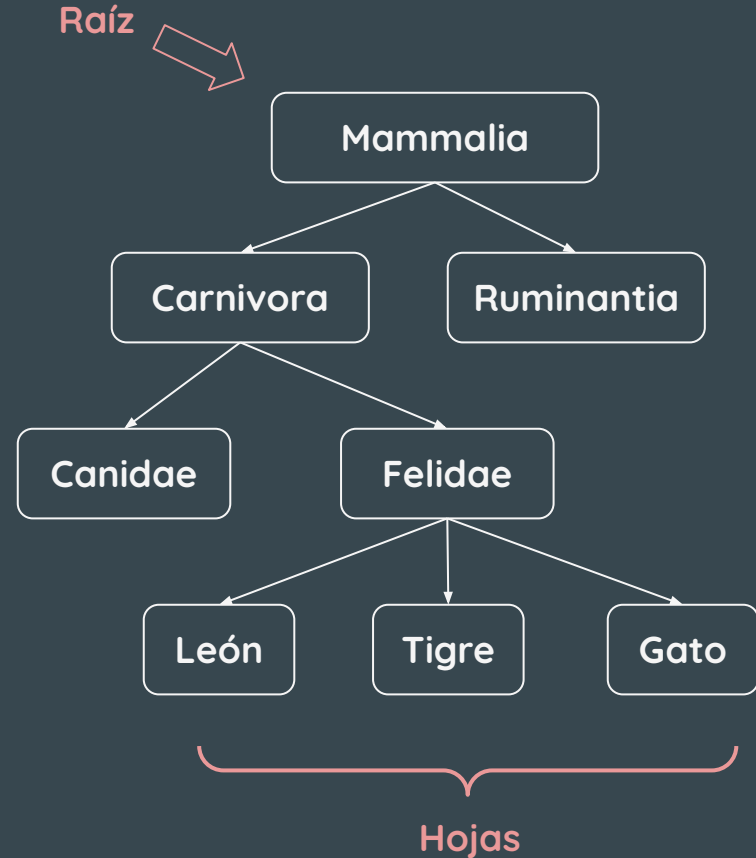 Raíz
Mammalia
Carnivora
Ruminantia
Canidae
Felidae
León
Tigre
Gato
Hojas